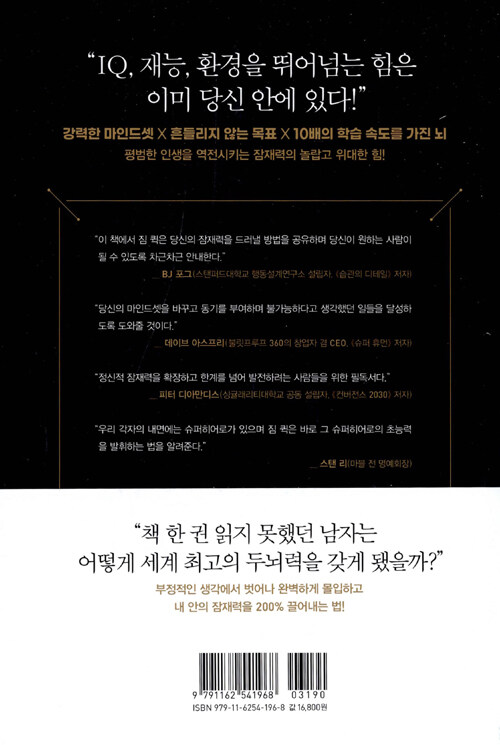 “IQ, 재능, 환경을 뛰어넘는 힘은
이미 당신 안에 있다!”
강력한 마인드셋 X 흔들리지 않는 목표 X 10배의 학습 속도를 가진 뇌
평범한 인생을 역전시키는 잠재력의 놀랍고 위대한 힘!
“이 책에서 짐 퀵은 당신의 잠재력을 드러낼 방법을 공유하며 당신이 원하는 사람이
될 수 있도록 차근차근 안내한다.”
__ BJ 포그(스탠퍼드대학교 행동설계연구소 설립자, 《습관의 디테일》 저자)
“당신의 마인드셋을 바꾸고 동기를 부여하며 불가능하다고 생각했던 일들을 달성하
도록 도와줄 것이다.”
__ 데이브 아스프리(불릿프루프 360의 창업자 겸 CEO, 《슈퍼 휴먼》 저자)
“정신적 잠재력을 확장하고 한계를 넘어 발전하려는 사람들을 위한 필독서다.”
__ 피터 디아만디스(싱귤래리티대학교 공동 설립자, 《컨버전스 2030》 저자)
“우리 각자의 내면에는 슈퍼히어로가 있으며 짐 퀵은 바로 그 슈퍼히어로의 초능력
을 발휘하는 법을 알려준다.”
__ 스탠 리(마블 전 명예회장)
“책 한 권 읽지 못했던 남자는
어떻게 세계 최고의 두뇌력을 갖게 됐을까?”
부정적인 생각에서 벗어나 완벽하게 몰입하고
내 안의 잠재력을 200% 끌어내는 법!
9 791162 541968 03190
ISBN 979-11-6254-196-8 값 16,800원